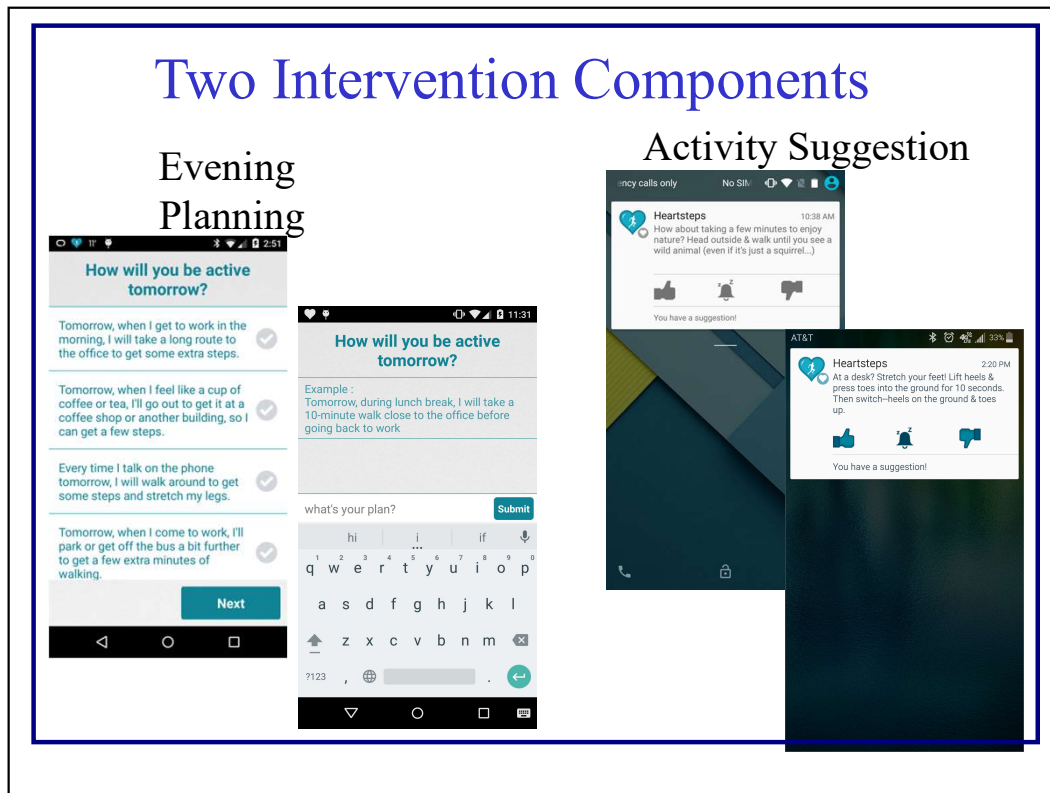 Two Intervention Components
Evening
Planning
2:51
How will you be active
tomorrow?
Tomorrow, when I get to work in the
morning, I will take a long route to
the office to get some extra steps.
Tomorrow, when I feel like a cup of
coffee or tea, I'll go out to get it at a
coffee shop or another building, so I
can get a few steps.
Every time I talk on the phone
tomorrow, I will walk around to get
some steps and stretch my legs.
Tomorrow, when I come to work, I'll
park or get off the bus a bit further
to get a few extra minutes of
walking.
Next
11:31
How will you be active
tomorrow?
Example :
Tomorrow, during lunch break, I will take a
10-minute walk close to the office before
going back to work
what's your plan?
Submit
hi i if
1 2 3 4 5 6 7 8 9 0
q w e r t y u i o p
a s d f g h j k l
z x c v b n m
?123 , .
Activity Suggestion
ency calls only No SIM
Heartsteps 10:38 AM
How about taking a few minutes to enjoy
nature? Head outside & walk until you see a
wild animal (even if it's just a squirrel...)
z z
You have a suggestion!
AT&T 33%
Heartsteps 2:20 PM
At a desk? Stretch your feet! Lift heels &
press toes into the ground for 10 seconds.
Then switch--heels on the ground & toes
up.
z z
You have a suggestion!